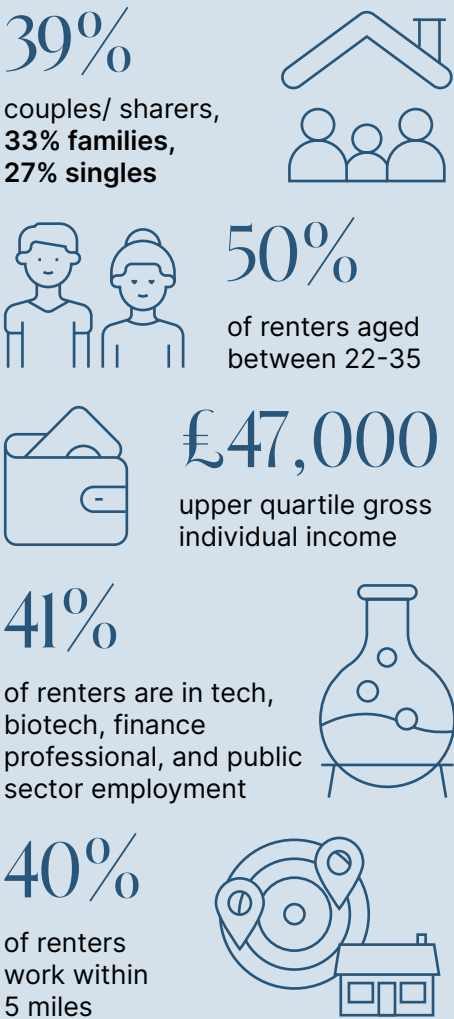 39%
couples/ sharers,
33% families,
27% singles
50%
of renters aged
between 22-35
£47,000
upper quartile gross
individual income
41%
of renters are in tech,
biotech, finance
professional, and public
sector employment
40%
of renters
work within
5 miles